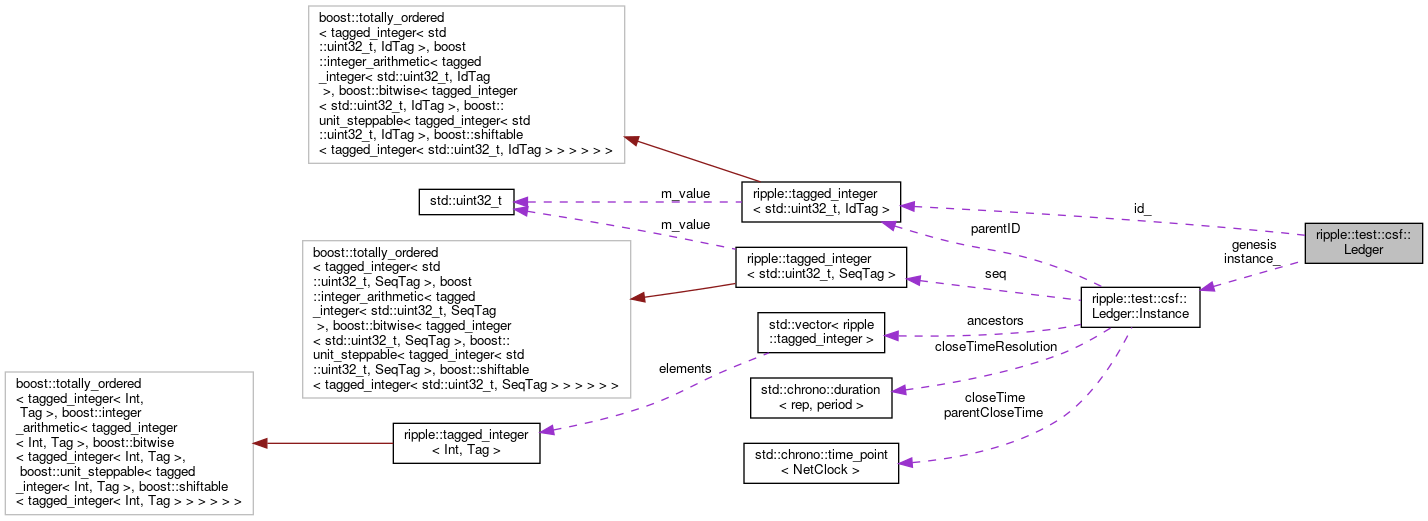 boost::totally_ordered
< tagged_integer< std
::uint32_t, IdTag >, boost
::integer_arithmetic< tagged
_integer< std::uint32_t, IdTag
 >, boost::bitwise< tagged_integer
< std::uint32_t, IdTag >, boost::
unit_steppable< tagged_integer< std
::uint32_t, IdTag >, boost::shiftable
< tagged_integer< std::uint32_t, IdTag > > > > > >
std::uint32_t
m_value
m_value
ripple::tagged_integer
< std::uint32_t, IdTag >
id_
parentID
ripple::test::csf::
Ledger
genesis
instance_
boost::totally_ordered
< tagged_integer< std
::uint32_t, SeqTag >, boost
::integer_arithmetic< tagged
_integer< std::uint32_t, SeqTag
 >, boost::bitwise< tagged_integer
< std::uint32_t, SeqTag >, boost::
unit_steppable< tagged_integer< std
::uint32_t, SeqTag >, boost::shiftable
< tagged_integer< std::uint32_t, SeqTag > > > > > >
ripple::tagged_integer
< std::uint32_t, SeqTag >
seq
ripple::test::csf::
Ledger::Instance
std::vector< ripple
::tagged_integer >
ancestors
closeTimeResolution
elements
std::chrono::duration
< rep, period >
closeTime
parentCloseTime
boost::totally_ordered
< tagged_integer< Int,
 Tag >, boost::integer
_arithmetic< tagged_integer
< Int, Tag >, boost::bitwise
< tagged_integer< Int, Tag >,
 boost::unit_steppable< tagged
_integer< Int, Tag >, boost::shiftable
< tagged_integer< Int, Tag > > > > > >
ripple::tagged_integer
< Int, Tag >
std::chrono::time_point
< NetClock >